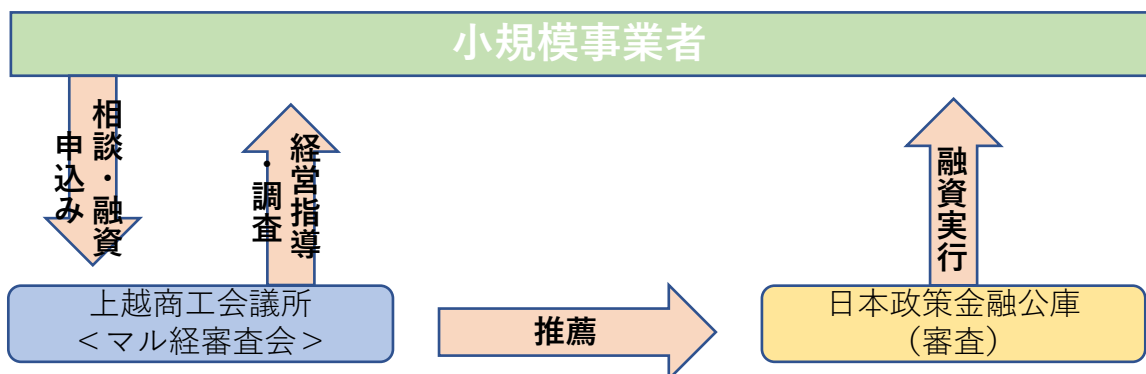 小規模事業者
相談・融資
申込み
経営指導
・調査
融資実行
上越商工会議所
＜マル経審査会＞
推薦
日本政策金融公庫
（審査）